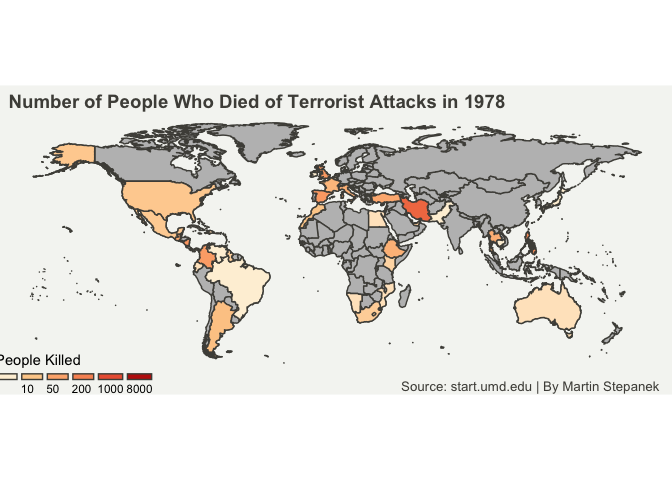 Number of People Who Died of Terrorist Attacks in 1978
People Killed
10 50 200 1000 8000
Source: start.umd.edu | By Martin Stepanek